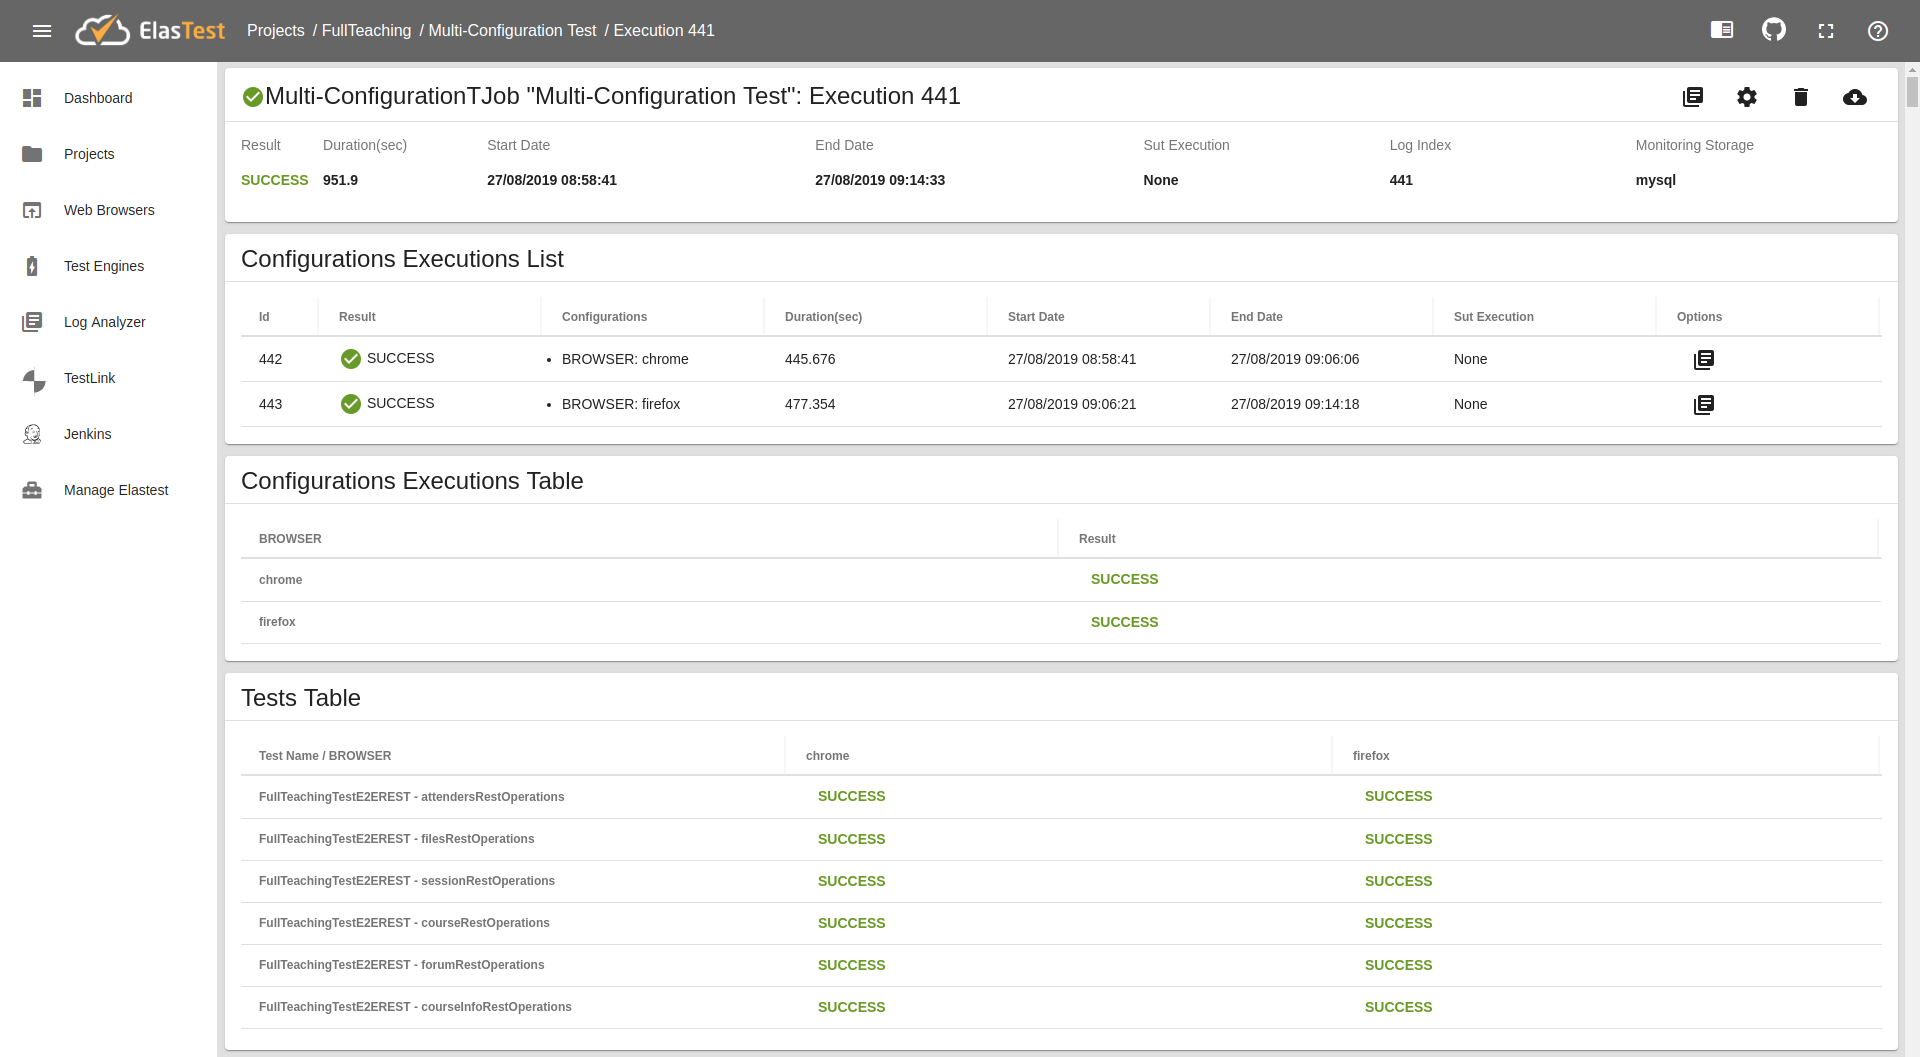 ElasTest Projects / FullTeaching / Multi-Configuration Test / Execution 441
Dashboard
Projects
Web Browsers
Test Engines
Log Analyzer
TestLink
Jenkins
Manage Elastest
Multi-ConfigurationTJob "Multi-Configuration Test": Execution 441
Result Duration(sec) Start Date End Date Sut Execution Log Index Monitoring Storage
SUCCESS 951.9 27/08/2019 08:58:41 27/08/2019 09:14:33 None 441 mysql
Configurations Executions List
Id Result Configurations Duration(sec) Start Date End Date Sut Execution Options
442 SUCCESS • BROWSER: chrome 445.676 27/08/2019 08:58:41 27/08/2019 09:06:06 None
443 SUCCESS • BROWSER: firefox 477.354 27/08/2019 09:06:21 27/08/2019 09:14:18 None
Configurations Executions Table
BROWSER Result
chrome SUCCESS
firefox SUCCESS
Tests Table
Test Name / BROWSER chrome firefox
FullTeachingTestE2EREST - attendersRestOperations SUCCESS SUCCESS
FullTeachingTestE2EREST - filesRestOperations SUCCESS SUCCESS
FullTeachingTestE2EREST - sessionRestOperations SUCCESS SUCCESS
FullTeachingTestE2EREST - courseRestOperations SUCCESS SUCCESS
FullTeachingTestE2EREST - forumRestOperations SUCCESS SUCCESS
FullTeachingTestE2EREST - courseInfoRestOperations SUCCESS SUCCESS